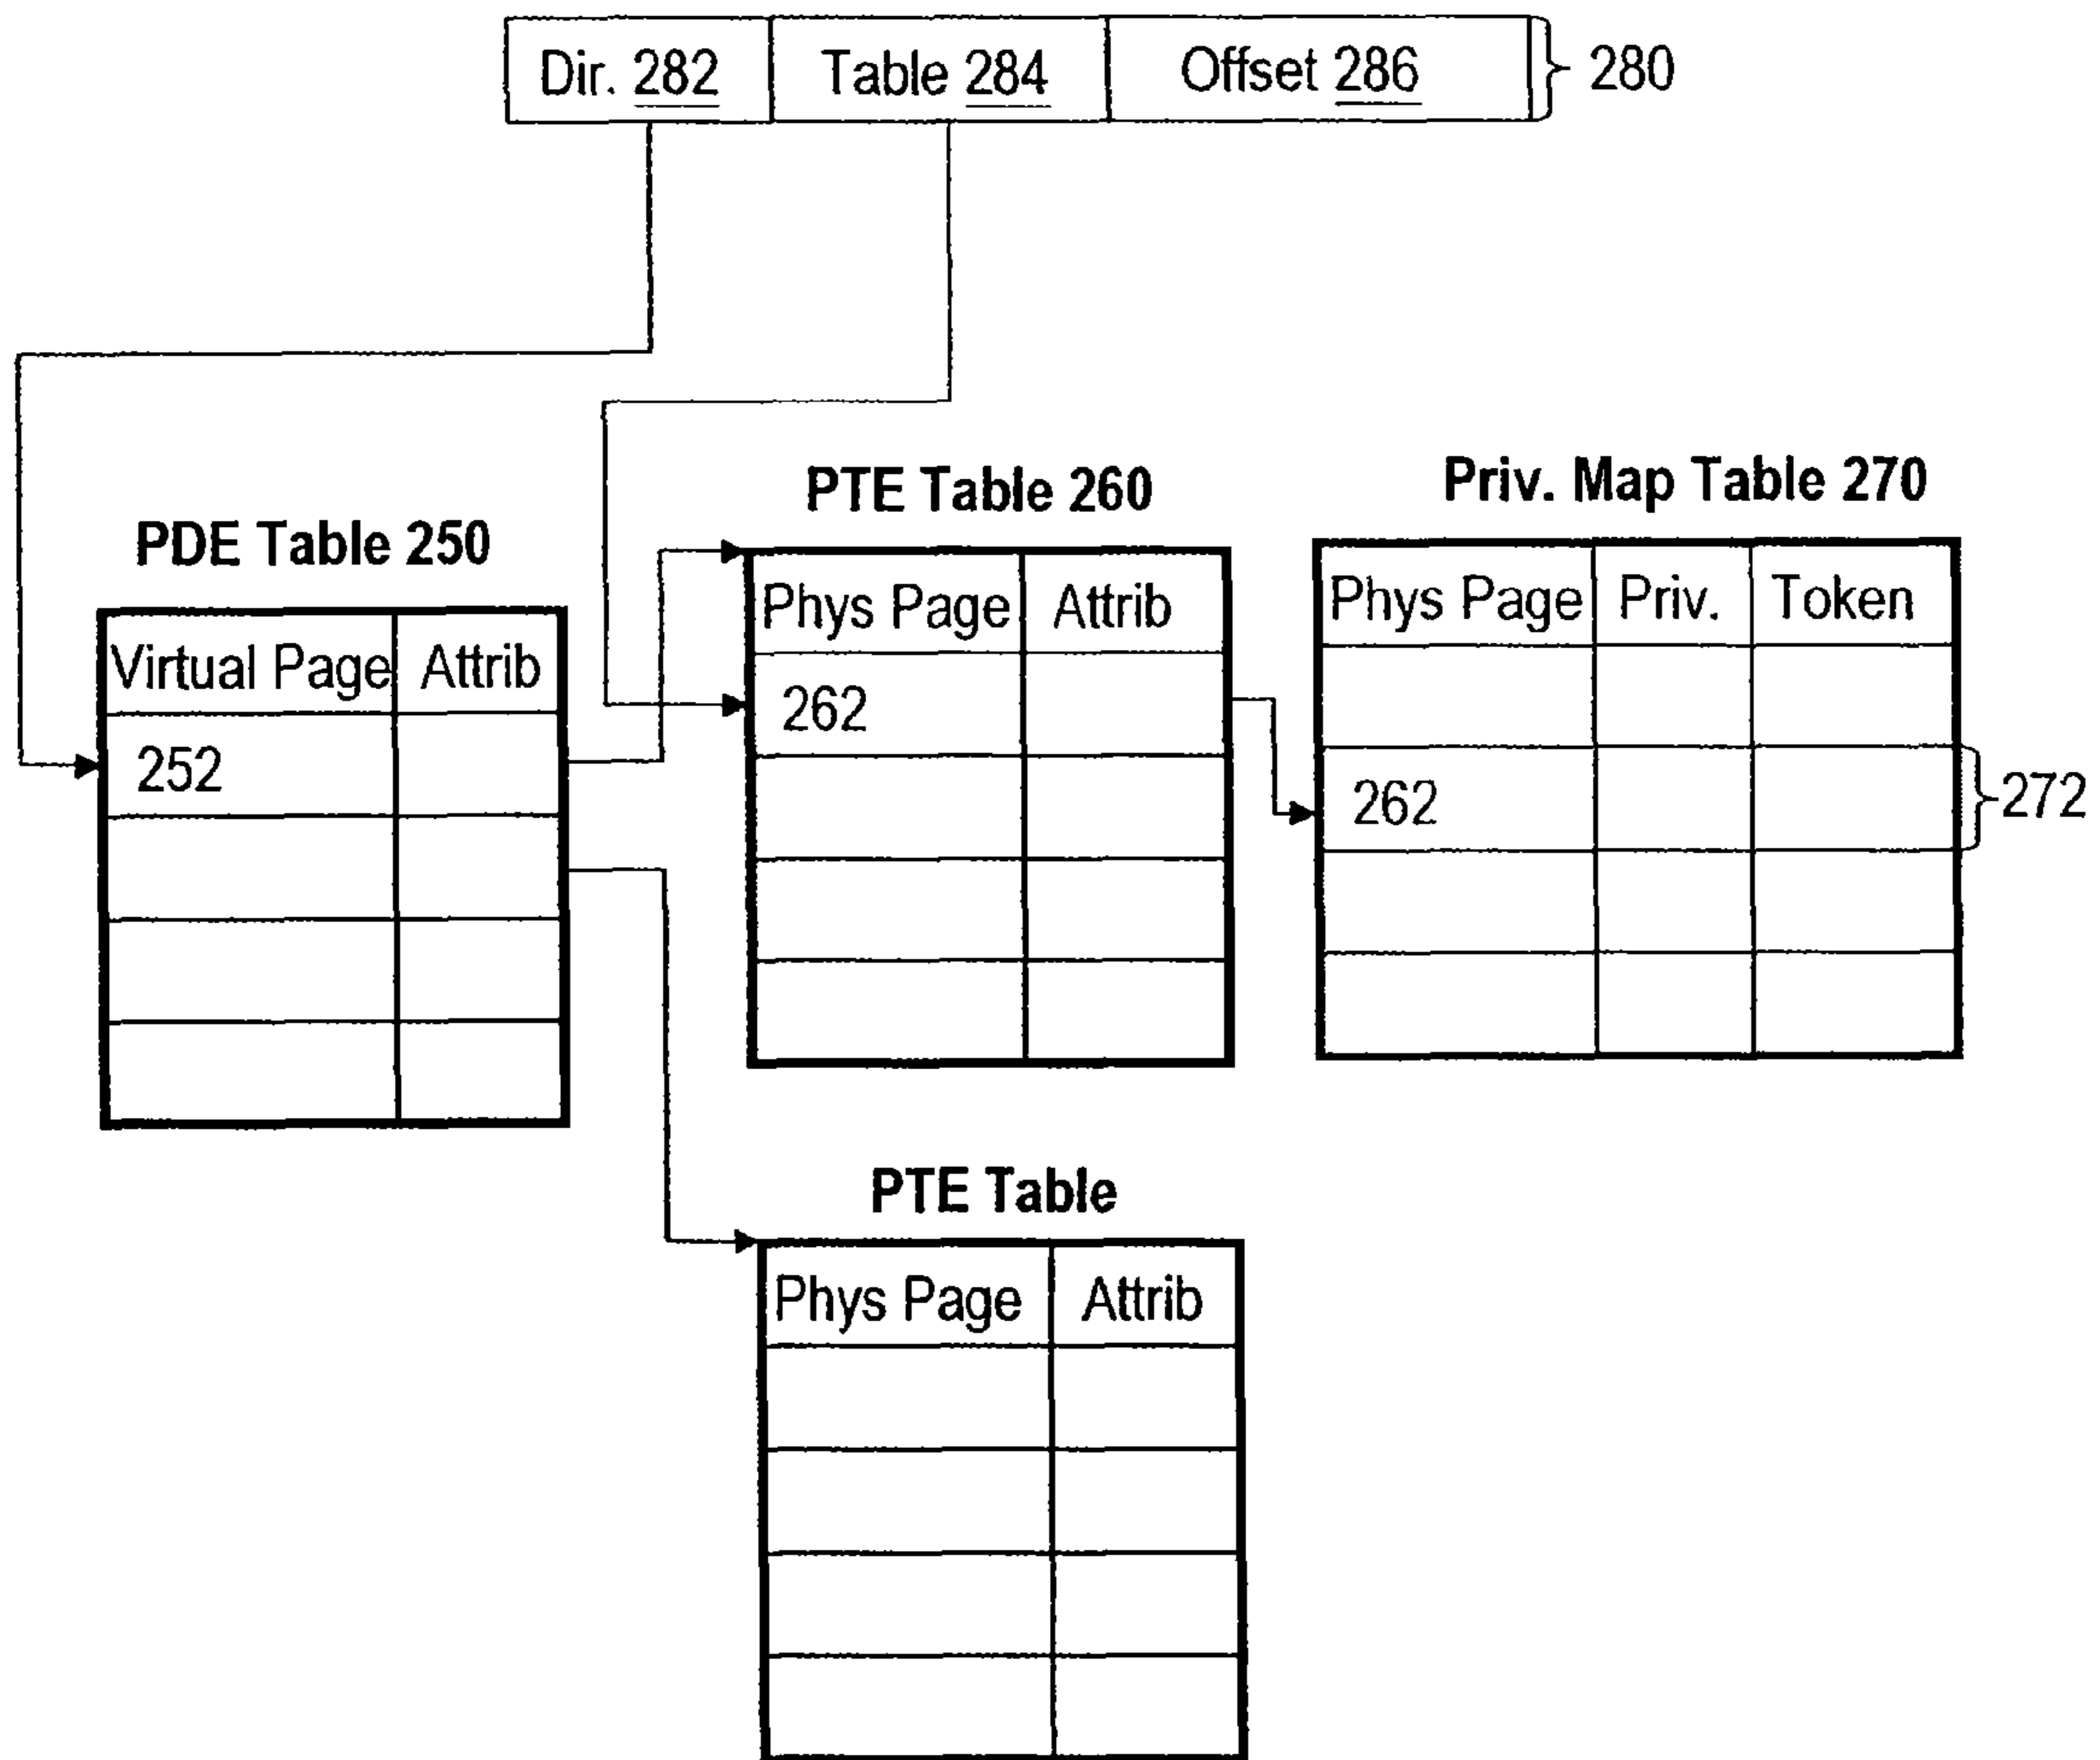 Dir. 282 Table 284 Offset 286 280
PDE Table 250
Virtual Page Attrib
252
PTE Table 260
Phys Page Attrib
262
Priv. Map Table 270
Phys Page Priv. Token
262 272
PTE Table
Phys Page Attrib